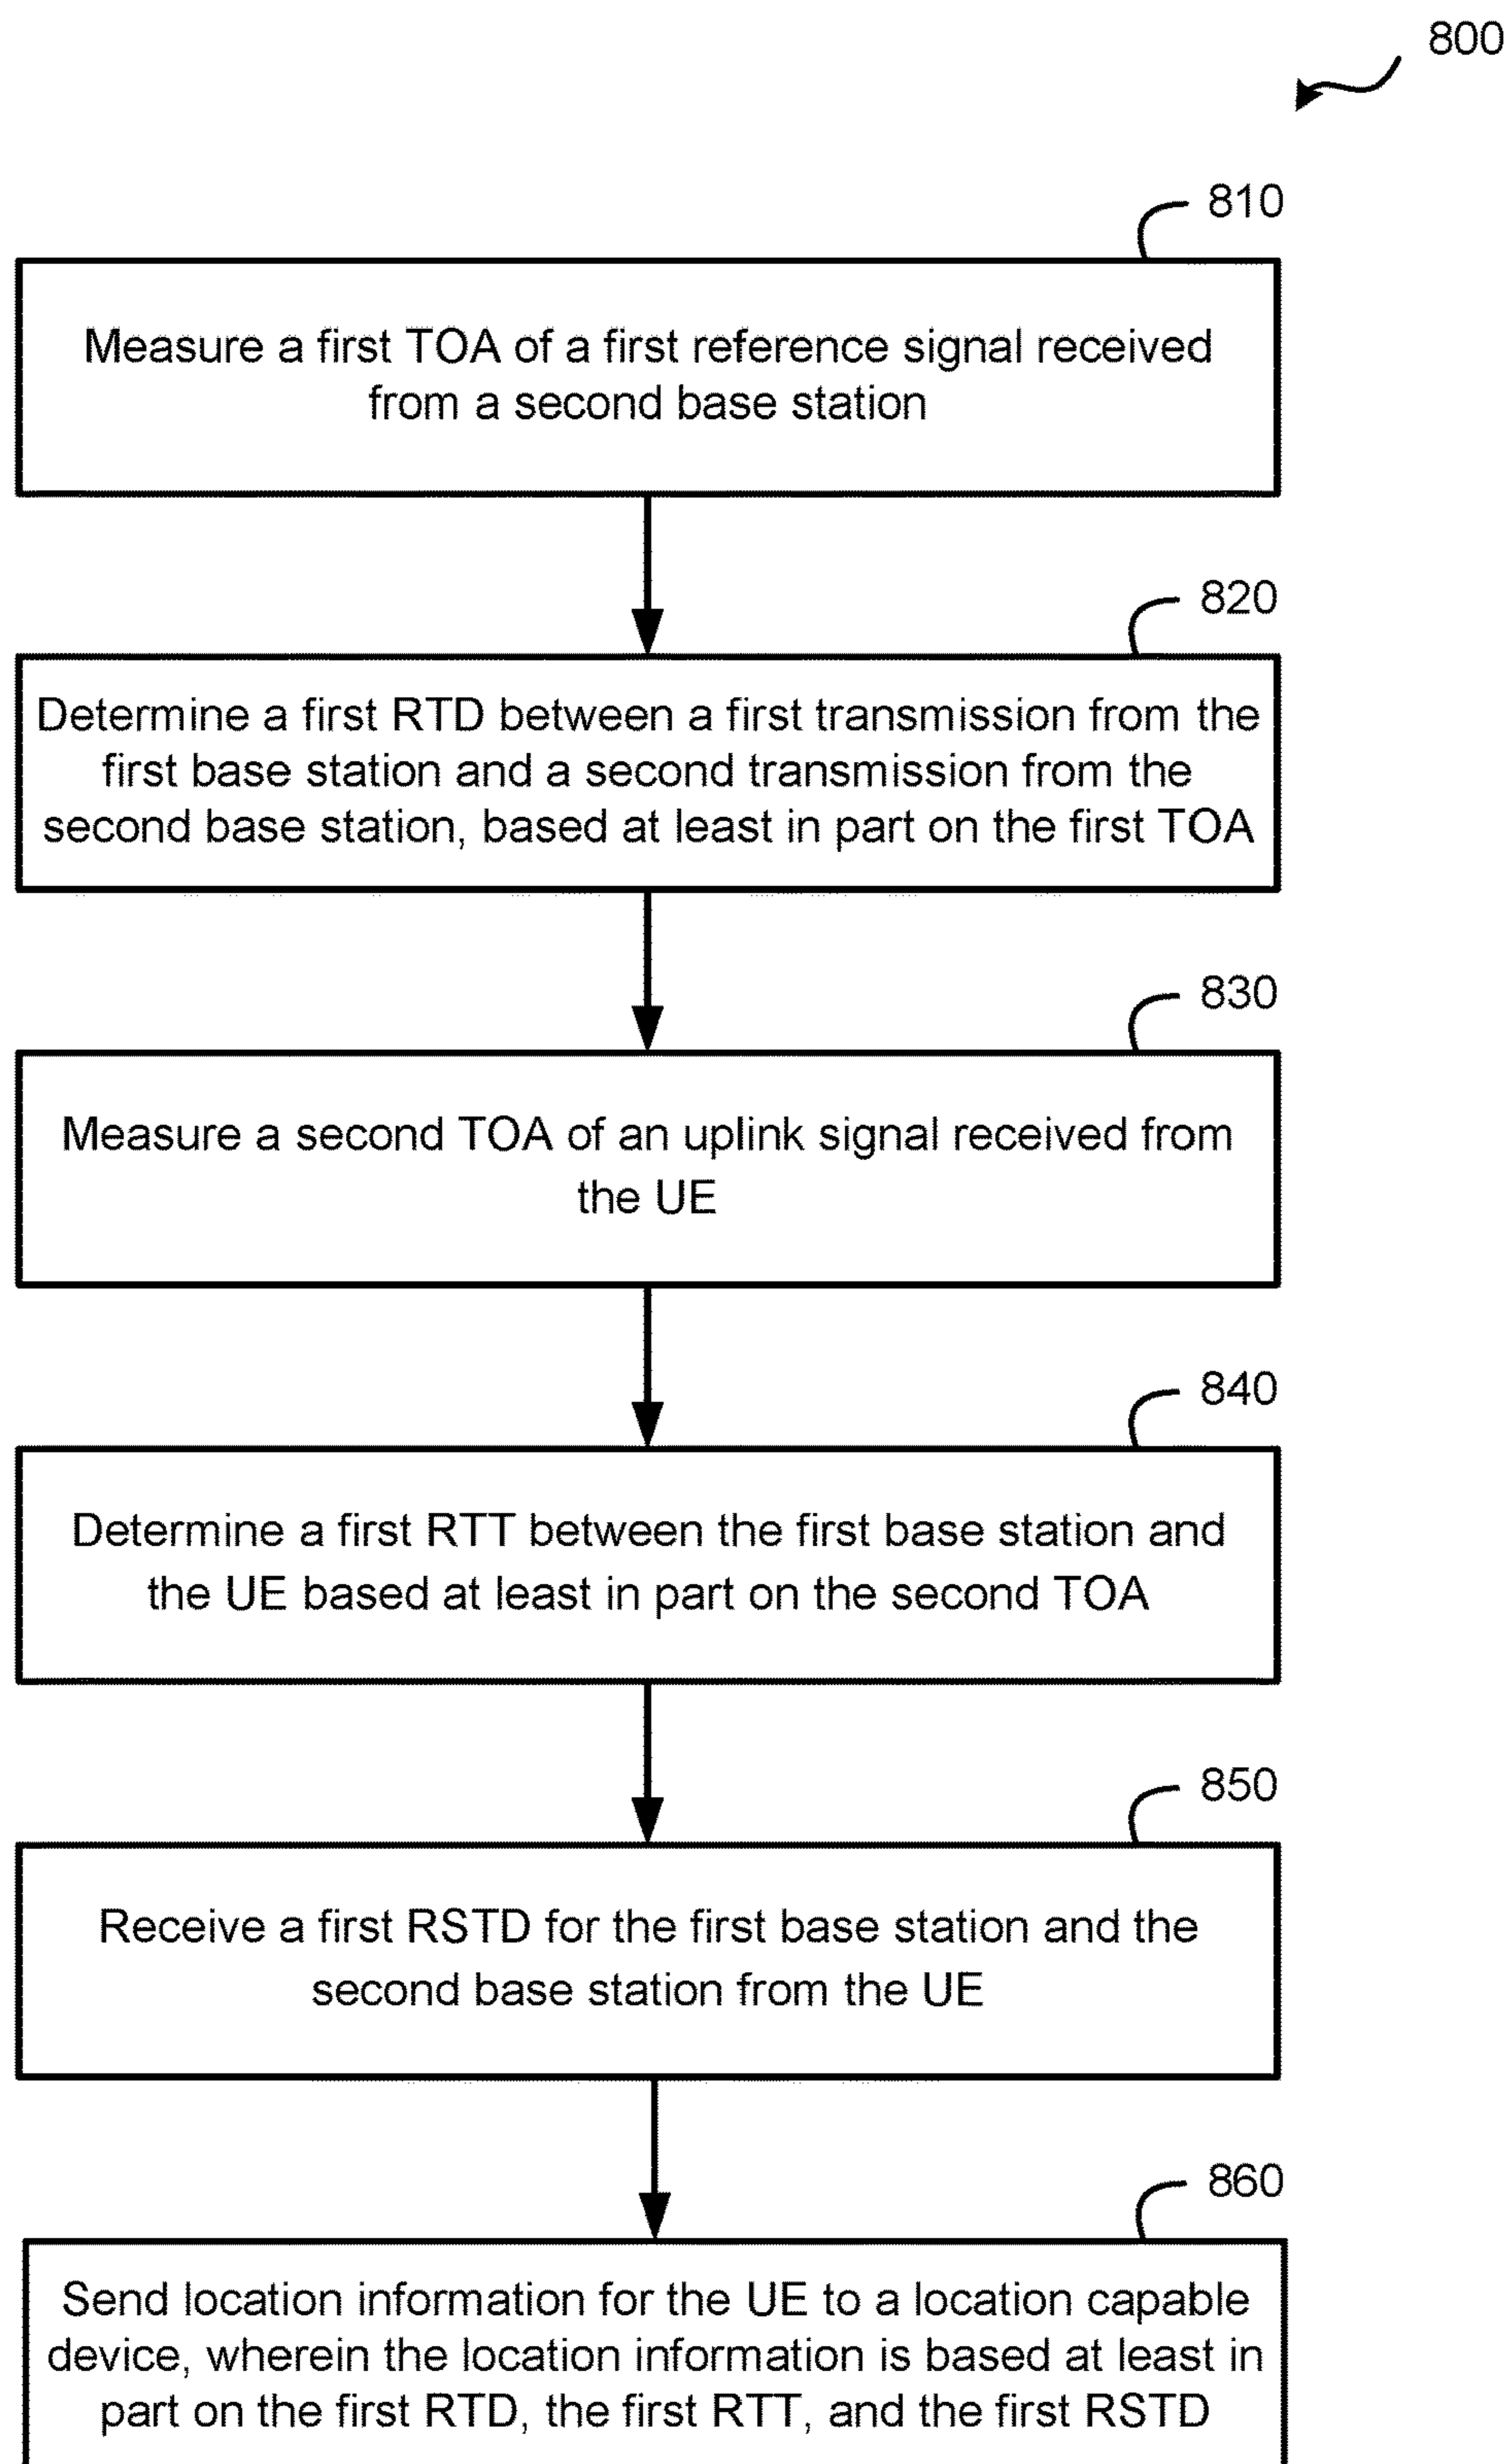 800
810
Measure a first TOA of a first reference signal received
from a second base station
820
Determine a first RTD between a first transmission from the
first base station and a second transmission from the
second base station, based at least in part on the first TOA
830
Measure a second TOA of an uplink signal received from
the UE
840
Determine a first RTT between the first base station and
the UE based at least in part on the second TOA
850
Receive a first RSTD for the first base station and the
second base station from the UE
860
Send location information for the UE to a location capable
device, wherein the location information is based at least in
part on the first RTD, the first RTT, and the first RSTD